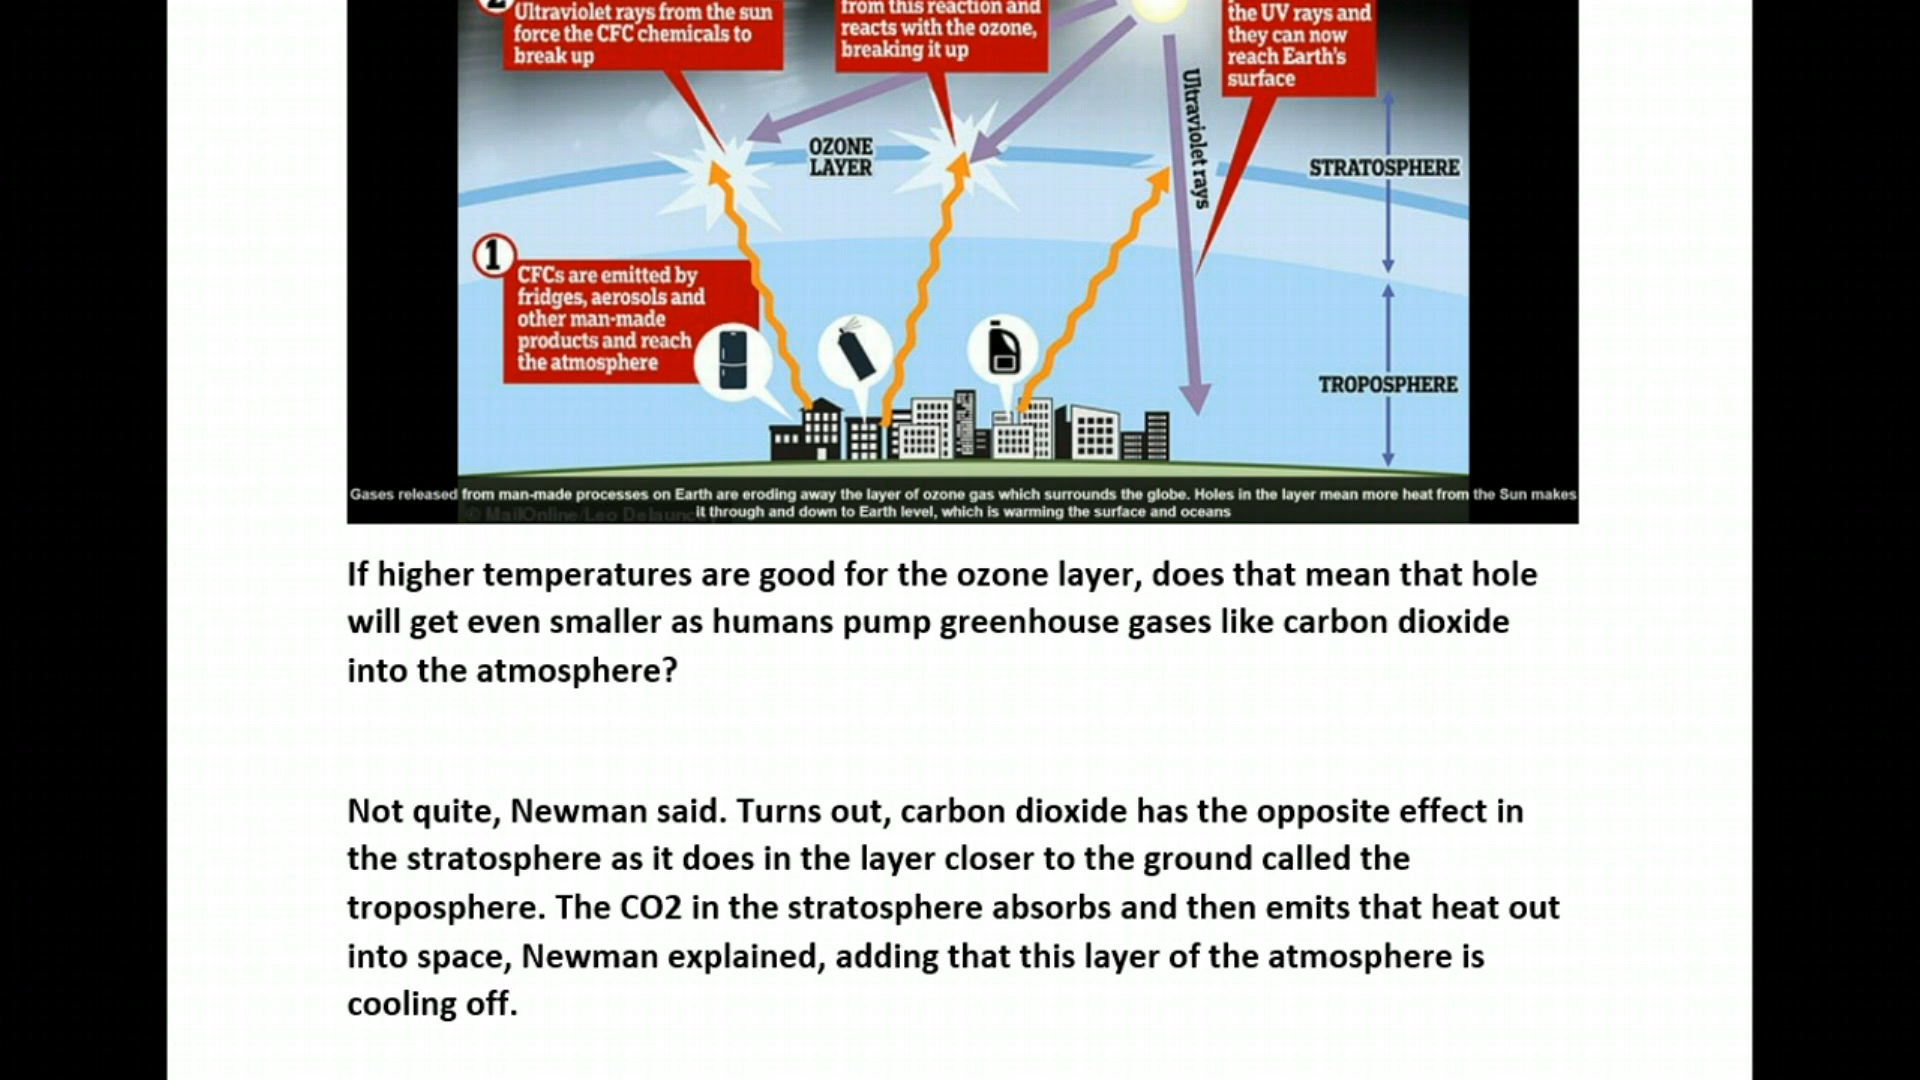 2
Ultraviolet rays from the sun
force the CFC chemicals to
break up
from this reaction and
reacts with the ozone,
breaking it up
the UV rays and
they can now
reach Earth's
surface
Ultraviolet rays
OZONE
LAYER
STRATOSPHERE
1
CFCs are emitted by
fridges, aerosols and
other man-made
products and reach
the atmosphere
TROPOSPHERE
Gases released from man-made processes on Earth are eroding away the layer of ozone gas which surrounds the globe. Holes in the layer mean more heat from the Sun makes
it through and down to Earth level, which is warming the surface and oceans
© MailOnline/Leo Delaunc
If higher temperatures are good for the ozone layer, does that mean that hole
will get even smaller as humans pump greenhouse gases like carbon dioxide
into the atmosphere?
Not quite, Newman said. Turns out, carbon dioxide has the opposite effect in
the stratosphere as it does in the layer closer to the ground called the
troposphere. The CO2 in the stratosphere absorbs and then emits that heat out
into space, Newman explained, adding that this layer of the atmosphere is
cooling off.